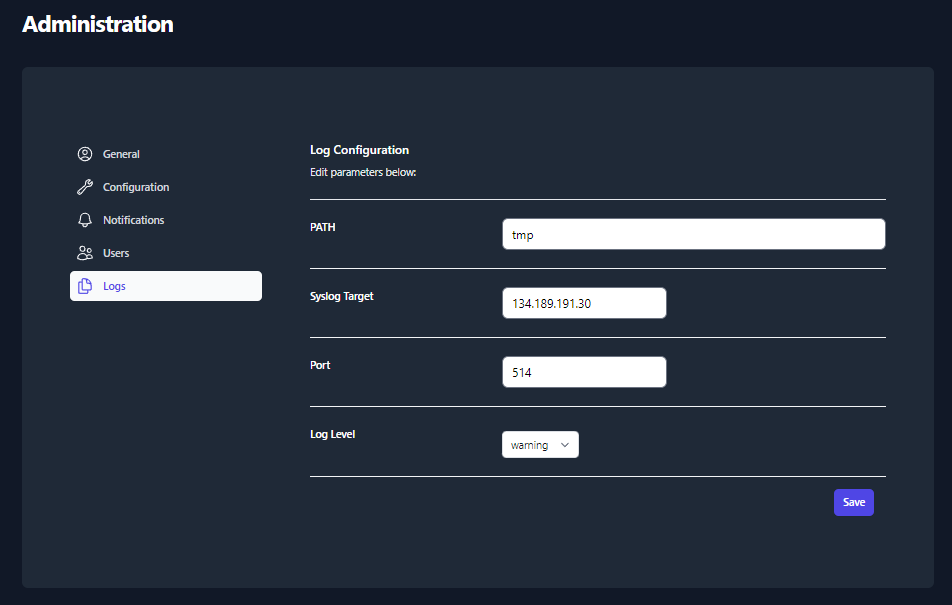 Administration
General
Configuration
Notifications
Users
Logs
Log Configuration
Edit parameters below:
PATH
tmp
Syslog Target
134.189.191.30
Port
514
Log Level
warning
Save